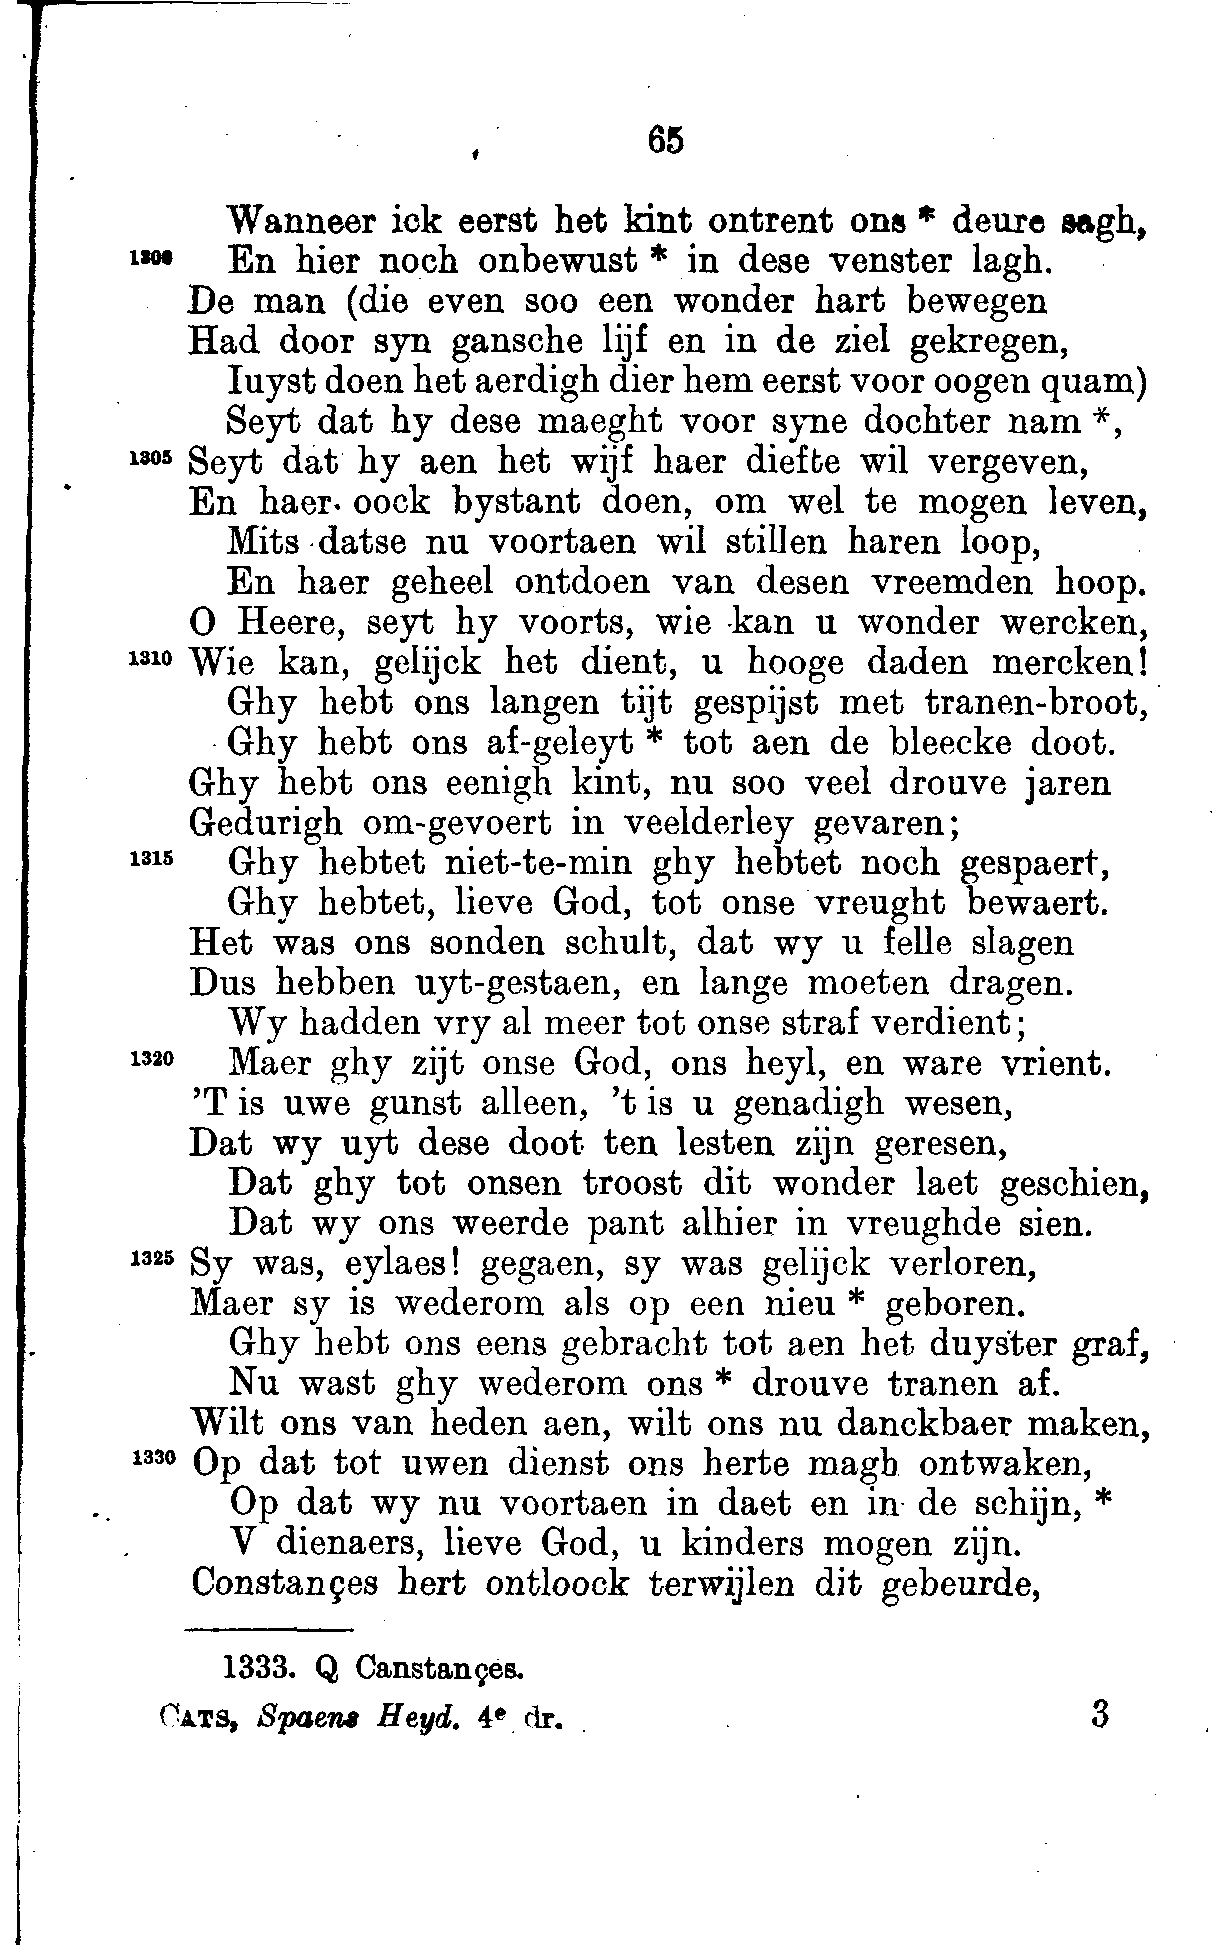 65
Wanneer ick eerst het kint ontrent ons * deure sagh,
1300 En hier noch onbewust * in dese venster lagh.
De man (die even soo een wonder hart bewegen
Had door syn gansche lijf en in de ziel gekregen,
Iuyst doen het aerdigh dier hem eerst voor oogen quam)
Seyt dat hy dese maeght voor syne dochter nam *,
1305 Seyt dat hy aen het wijf haer diefte wil vergeven,
En haer oock bystant doen, om wel te mogen leven,
Mits datse nu voortaen wil stillen haren loop,
En haer geheel ontdoen van desen vreemden hoop.
O Heere, seyt hy voorts, wie kan u wonder wercken,
1310 Wie kan, gelijck het dient, u hooge daden mercken!
Ghy hebt ons langen tijt gespijst met tranen-broot,
Ghy hebt ons af-geleyt * tot aen de bleecke doot.
Ghy hebt ons eenigh kint, nu soo veel drouve jaren
Gedurigh om-gevoert in veelderley gevaren;
1315 Ghy hebtet niet-te-min ghy hebtet noch gespaert,
Ghy hebtet, lieve God, tot onse vreught bewaert.
Het was ons sonden schult, dat wy u felle slagen
Dus hebben uyt-gestaen, en lange moeten dragen.
Wy hadden vry al meer tot onse straf verdient;
1320 Maer ghy zijt onse God, ons heyl, en ware vrient.
'T is uwe gunst alleen, 't is u genadigh wesen,
Dat wy uyt dese doot ten lesten zijn geresen,
Dat ghy tot onsen troost dit wonder laet geschien,
Dat wy ons weerde pant alhier in vreughde sien.
1325 Sy was, eylaes! gegaen, sy was gelijck verloren,
Maer sy is wederom als op een nieu * geboren.
Ghy hebt ons eens gebracht tot aen het duyster graf,
Nu wast ghy wederom ons * drouve tranen af.
Wilt ons van heden aen, wilt ons nu danckbaer maken,
1330 Op dat tot uwen dienst ons herte magh ontwaken,
Op dat wy nu voortaen in daet en in de schijn, *
V dienaers, lieve God, u kinders mogen zijn.
Constançes hert ontloock terwijlen dit gebeurde,
1333. Q Canstançes.
CATS, Spaens Heyd. 4e dr. 3